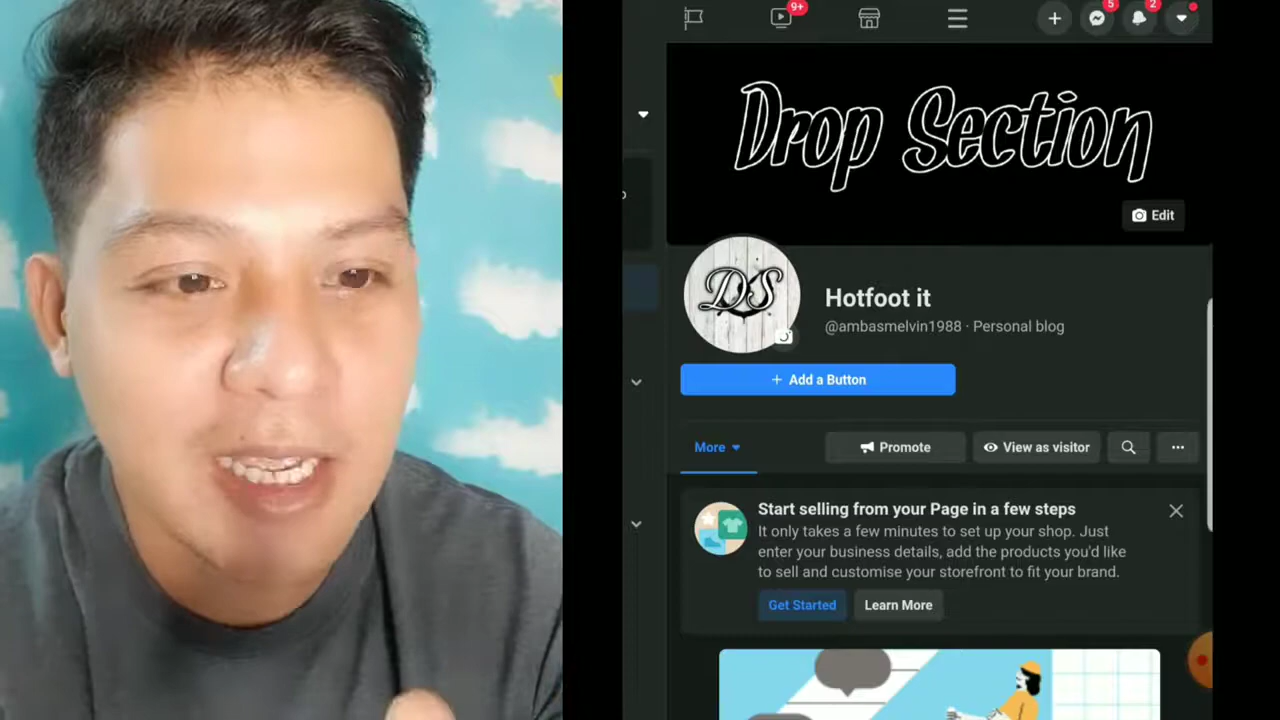 9+
5
2
Drop Section
Edit
DS
Hotfoot it
@ambasmelvin1988 · Personal blog
+ Add a Button
More
Promote
View as visitor
Start selling from your Page in a few steps
It only takes a few minutes to set up your shop. Just
enter your business details, add the products you'd like
to sell and customise your storefront to fit your brand.
Get Started
Learn More